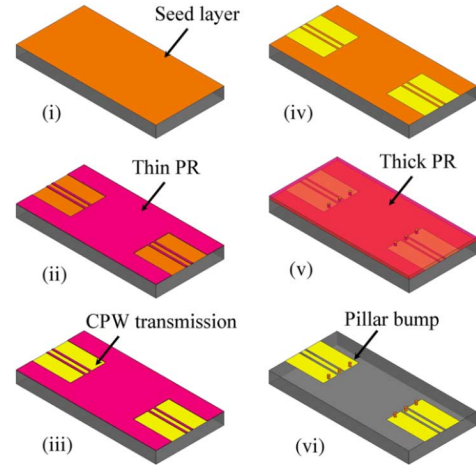 Seed layer
(i)
(iv)
Thin PR
Thick PR
(ii)
(v)
CPW transmission
Pillar bump
(iii)
(vi)